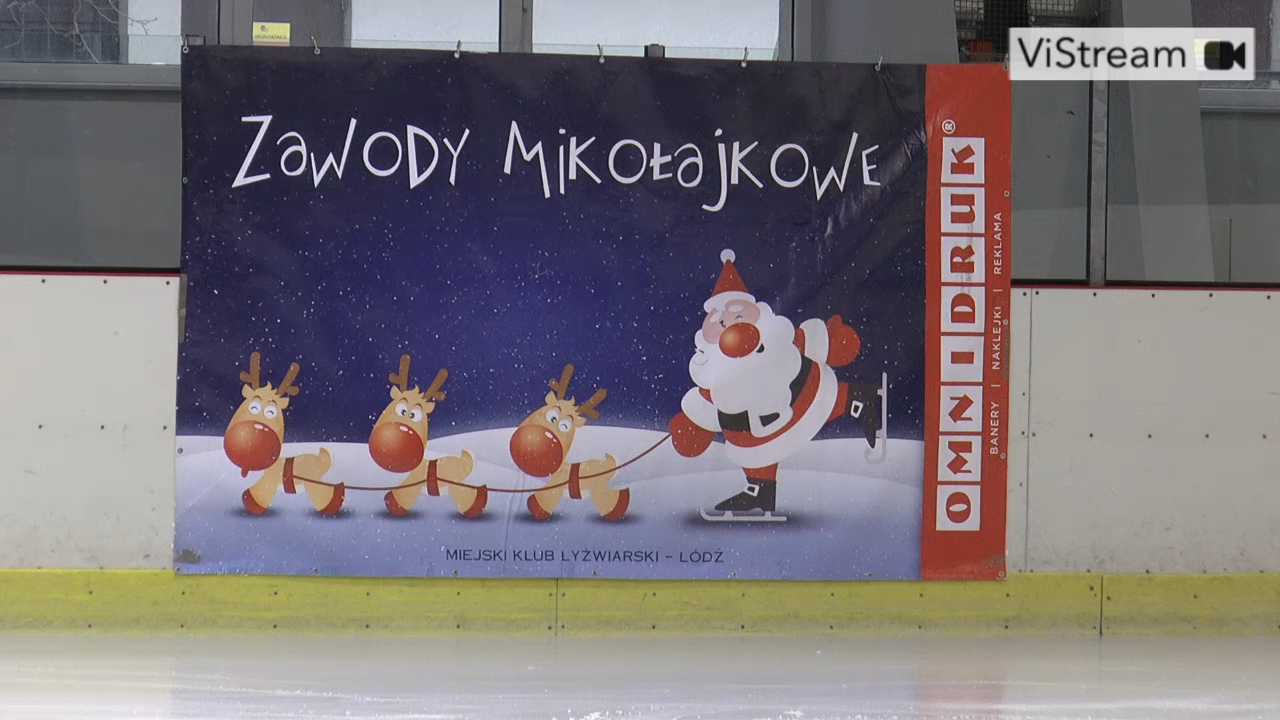 ViStream
Zawody Mikołajkowe
OMNIDRUK®
BANERY | NAKLEJKI | REKLAMA
MIEJSKI KLUB ŁYŻWIARSKI – ŁÓDŹ